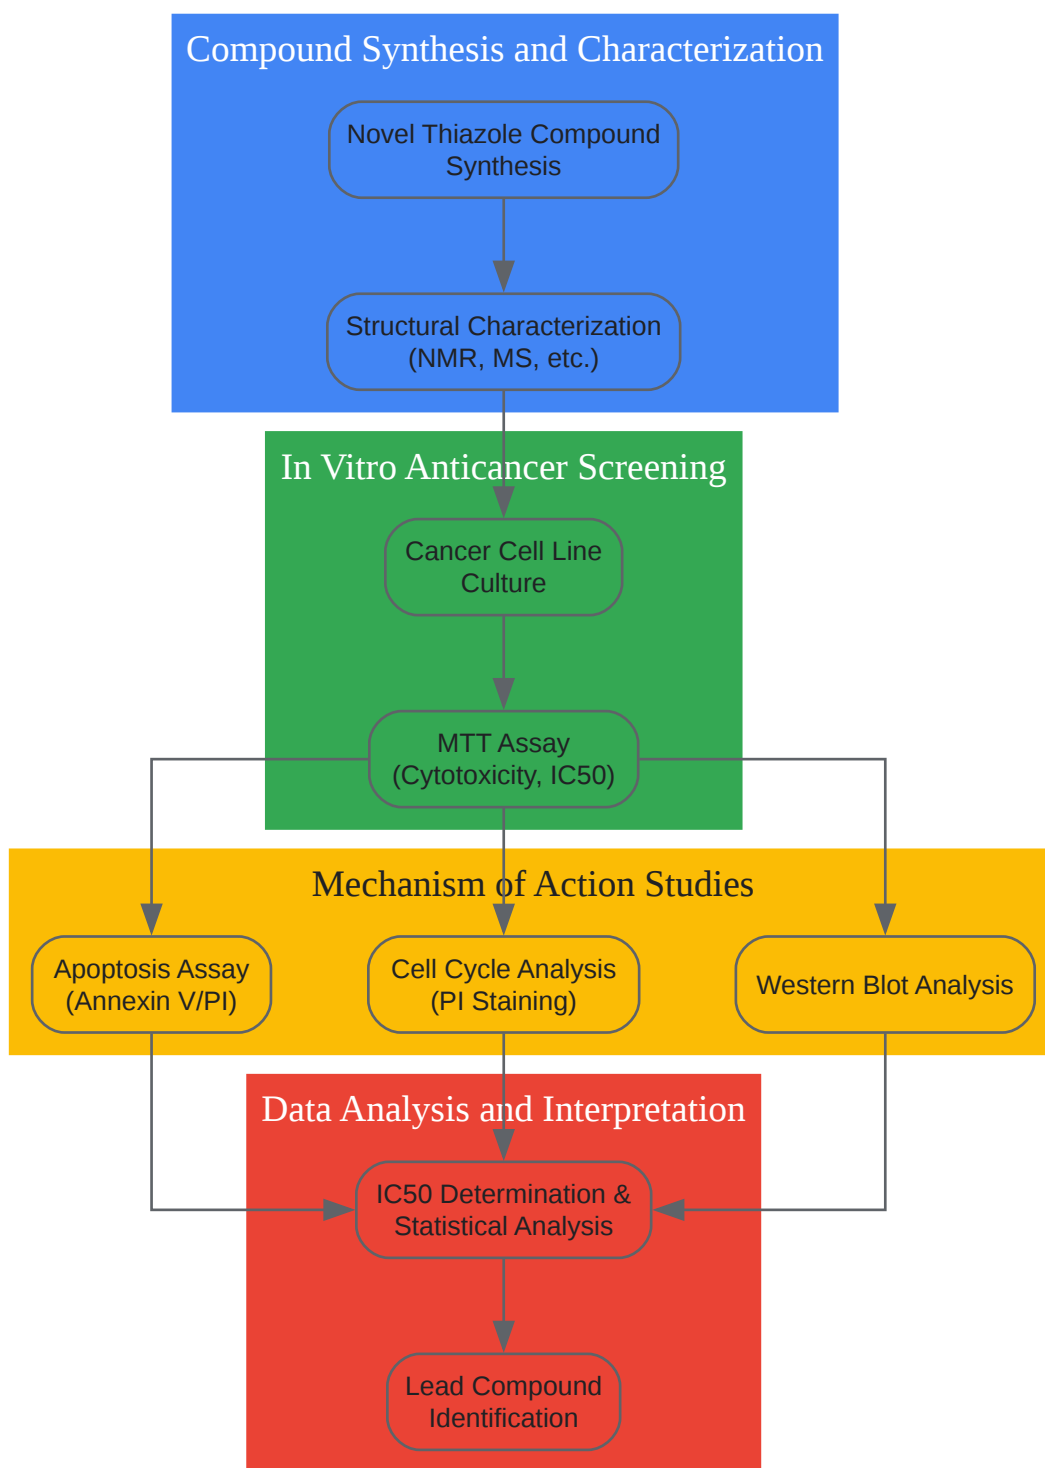 Compound Synthesis and Characterization
Novel Thiazole Compound
Synthesis
Structural Characterization
(NMR, MS, etc.)
In Vitro Anticancer Screening
Cancer Cell Line
Culture
MTT Assay
(Cytotoxicity, IC50)
Mechanism of Action Studies
Apoptosis Assay
(Annexin V/PI)
Cell Cycle Analysis
(PI Staining)
Western Blot Analysis
Data Analysis and Interpretation
IC50 Determination &
Statistical Analysis
Lead Compound
Identification